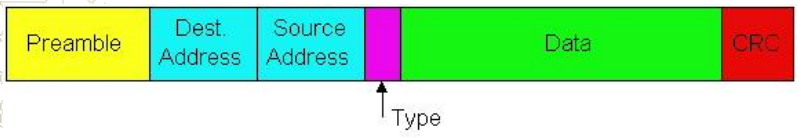 Preamble
Dest.
Address
Source
Address
Data
CRC
Type